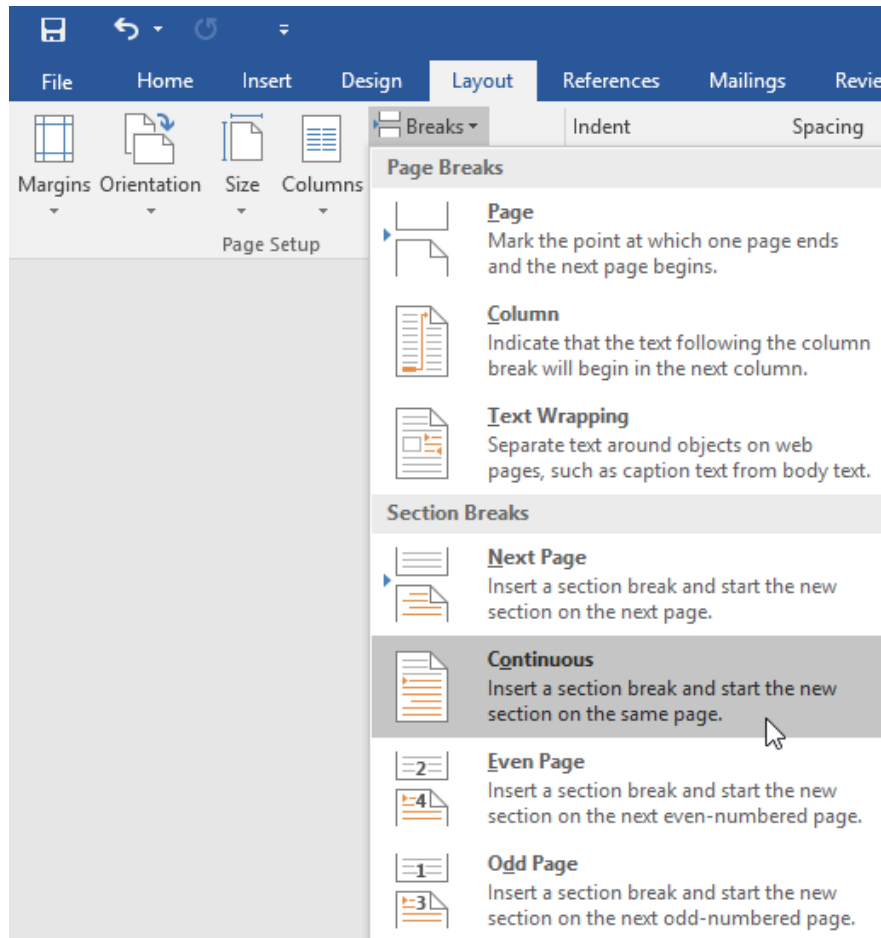 File Home Insert Design Layout References Mailings Revie
Breaks Indent Spacing
Margins Orientation Size Columns
Page Setup
Page Breaks
Page
Mark the point at which one page ends
and the next page begins.
Column
Indicate that the text following the column
break will begin in the next column.
Text Wrapping
Separate text around objects on web
pages, such as caption text from body text.
Section Breaks
Next Page
Insert a section break and start the new
section on the next page.
Continuous
Insert a section break and start the new
section on the same page.
2
4
Even Page
Insert a section break and start the new
section on the next even-numbered page.
1
3
Odd Page
Insert a section break and start the new
section on the next odd-numbered page.